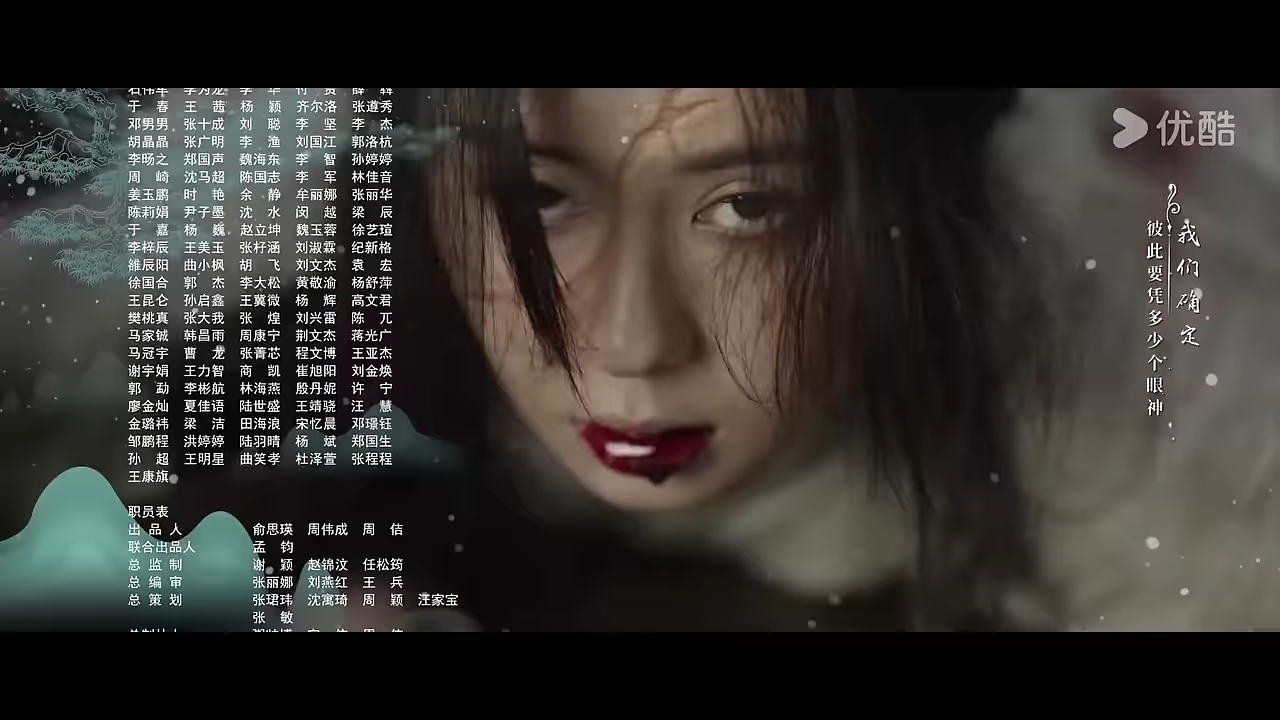 于 春 王 茜 杨 颖 齐尔洛 张遵秀
邓男男 张十成 刘 聪 李 坚 李 杰
胡晶晶 张广明 李 渔 刘国江 郭洛杭
李旸之 郑国声 魏海东 李 智 孙婷婷
周 崎 沈马超 陈国志 李 军 林佳音
姜玉鹏 时 艳 余 静 牟丽娜 张丽华
陈莉娟 尹子墨 沈 水 闵 越 梁 辰
于 嘉 杨 巍 赵立坤 魏玉蓉 徐艺瑄
李梓辰 王美玉 张籽涵 刘淑霖 纪新格
雒辰阳 曲小枫 胡 飞 刘文杰 袁 宏
徐国合 郭 杰 李大松 黄敬渝 杨舒萍
王昆仑 孙启鑫 王冀微 杨 辉 高文君
樊桃真 张大我 张 煌 刘兴雷 陈 兀
马家铖 韩昌雨 周康宁 荆文杰 蒋光广
马冠宇 曹 龙 张菁芯 程文博 王亚杰
谢宇娟 王力智 商 凯 崔旭阳 刘金焕
郭 勐 李彬航 林海燕 殷丹妮 许 宁
廖金灿 夏佳语 陆世盛 王靖骁 汪 慧
金璐祎 梁 洁 田海浪 宋忆晨 邓璟钰
邹鹏程 洪婷婷 陆羽晴 杨 斌 郑国生
孙 超 王明星 曲笑孝 杜泽萱 张程程
王康旗
职员表
出 品 人 俞思瑛 周伟成 周 佶
联合出品人 孟 钧
总 监 制 谢 颖 赵锦汶 任松筠
总 编 审 张丽娜 刘燕红 王 兵
总 策 划 张珺玮 沈寓琦 周 颖 汪家宝
张 敏
优酷
我们确定
彼此要凭多少个眼神